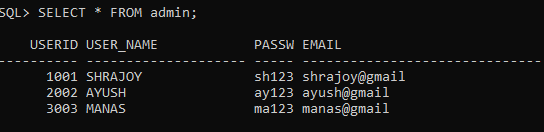 SQL> SELECT * FROM admin;
USERID USER_NAME PASSW EMAIL
---------- -------------------- ----- ------------------------------
1001 SHRAJOY sh123 shrajoy@gmail
2002 AYUSH ay123 ayush@gmail
3003 MANAS ma123 manas@gmail